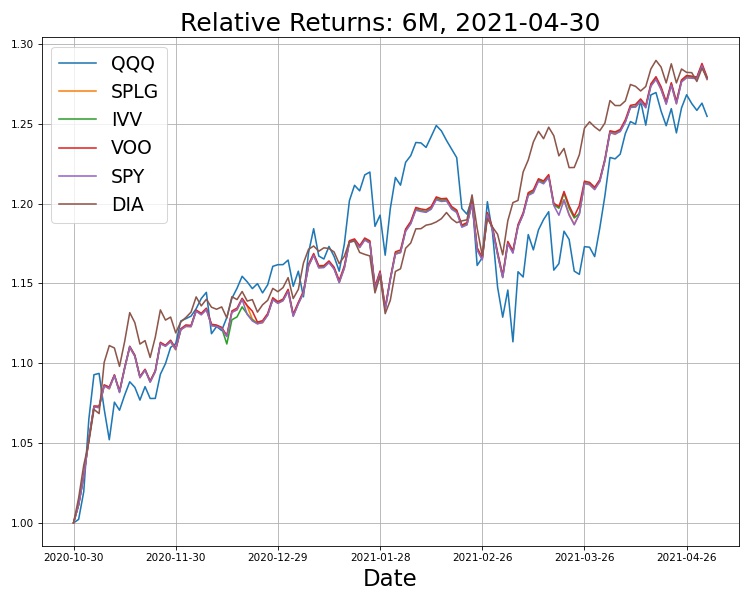 Relative Returns: 6M, 2021-04-30
1.30
1.25
1.20
1.15
1.10
1.05
1.00
QQQ
SPLG
IVV
VOO
SPY
DIA
2020-10-30 2020-11-30 2020-12-29 2021-01-28 2021-02-26 2021-03-26 2021-04-26
Date